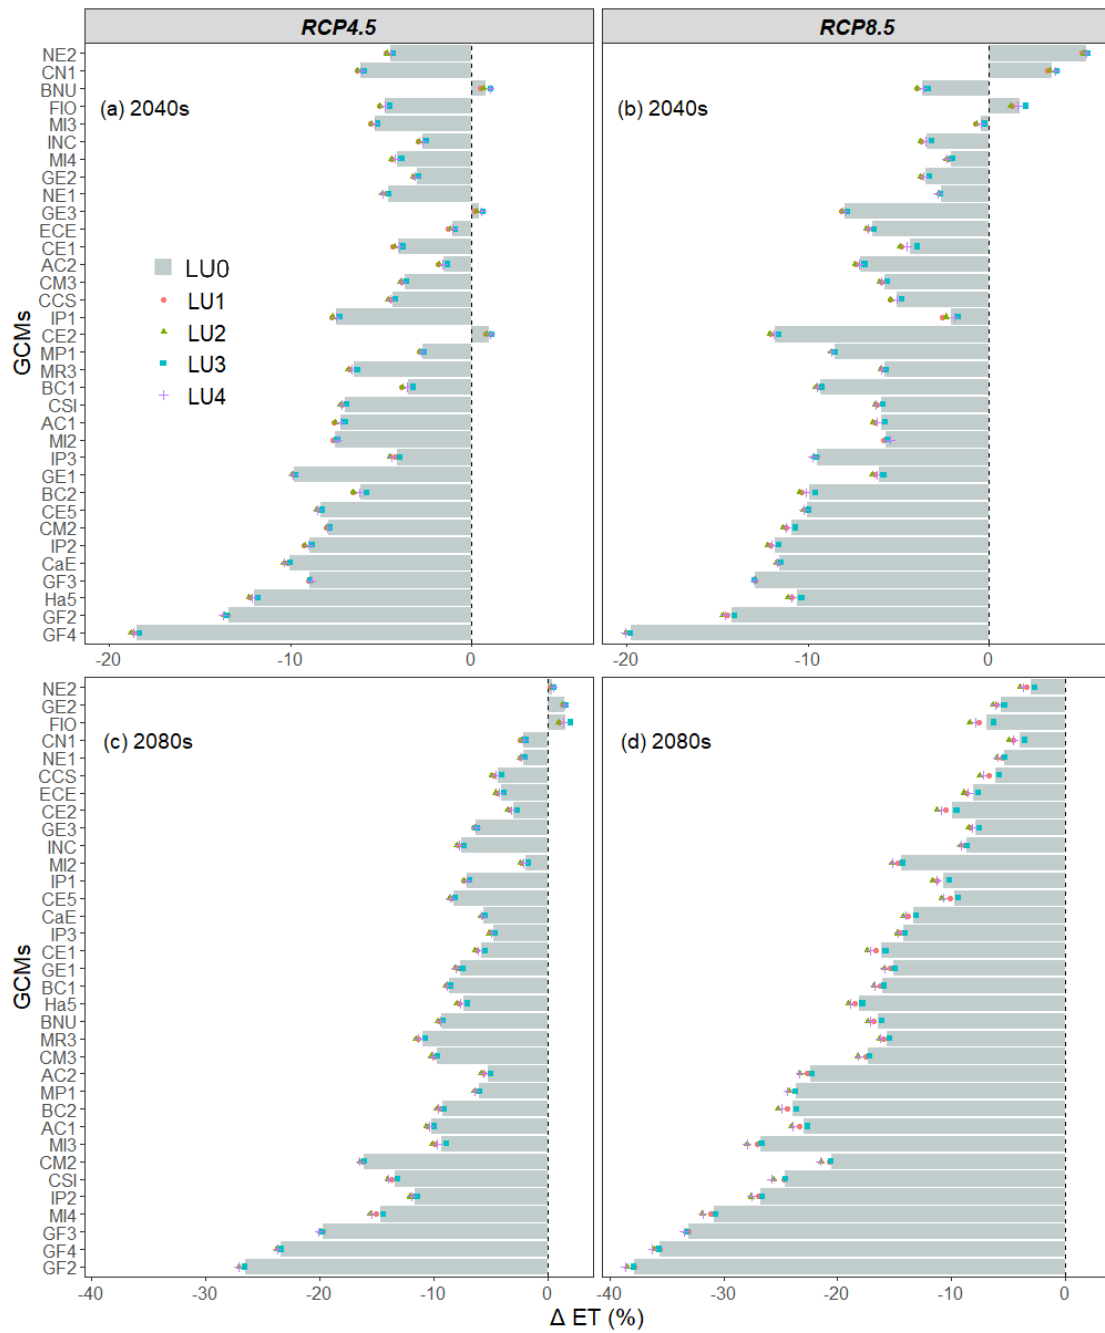 RCP4.5
RCP8.5
NE2
CN1
BNU
FIO
MI3
INC
MI4
GE2
NE1
GE3
ECE
CE1
AC2
CM3
CCS
IP1
CE2
MP1
MR3
BC1
CSI
AC1
MI2
IP3
GE1
BC2
CE5
CM2
IP2
CaE
GF3
Ha5
GF2
GF4
GCMs
(a) 2040s
(b) 2040s
LU0
LU1
LU2
LU3
LU4
-20 -10 0
-20 -10 0
NE2
GE2
FIO
CN1
NE1
CCS
ECE
CE2
GE3
INC
MI2
IP1
CE5
CaE
IP3
CE1
GE1
BC1
Ha5
BNU
MR3
CM3
AC2
MP1
BC2
AC1
MI3
CM2
CSI
IP2
MI4
GF3
GF4
GF2
GCMs
(c) 2080s
(d) 2080s
-40 -30 -20 -10 0
-40 -30 -20 -10 0
Δ ET (%)